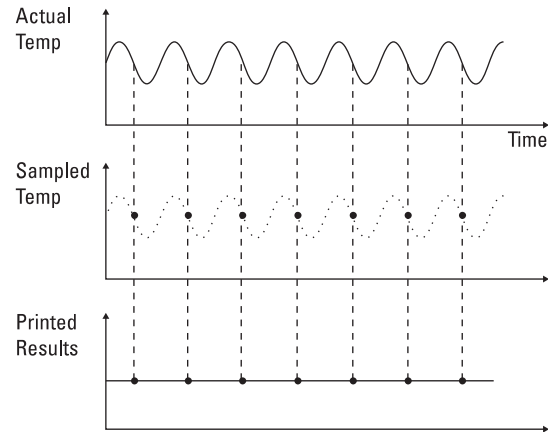 Actual
Temp
Time
Sampled
Temp
Printed
Results